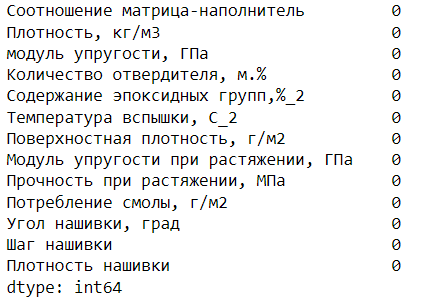 Соотношение матрица-наполнитель 0
Плотность, кг/м3 0
модуль упругости, ГПа 0
Количество отвердителя, м.% 0
Содержание эпоксидных групп,%_2 0
Температура вспышки, С_2 0
Поверхностная плотность, г/м2 0
Модуль упругости при растяжении, ГПа 0
Прочность при растяжении, МПа 0
Потребление смолы, г/м2 0
Угол нашивки, град 0
Шаг нашивки 0
Плотность нашивки 0
dtype: int64